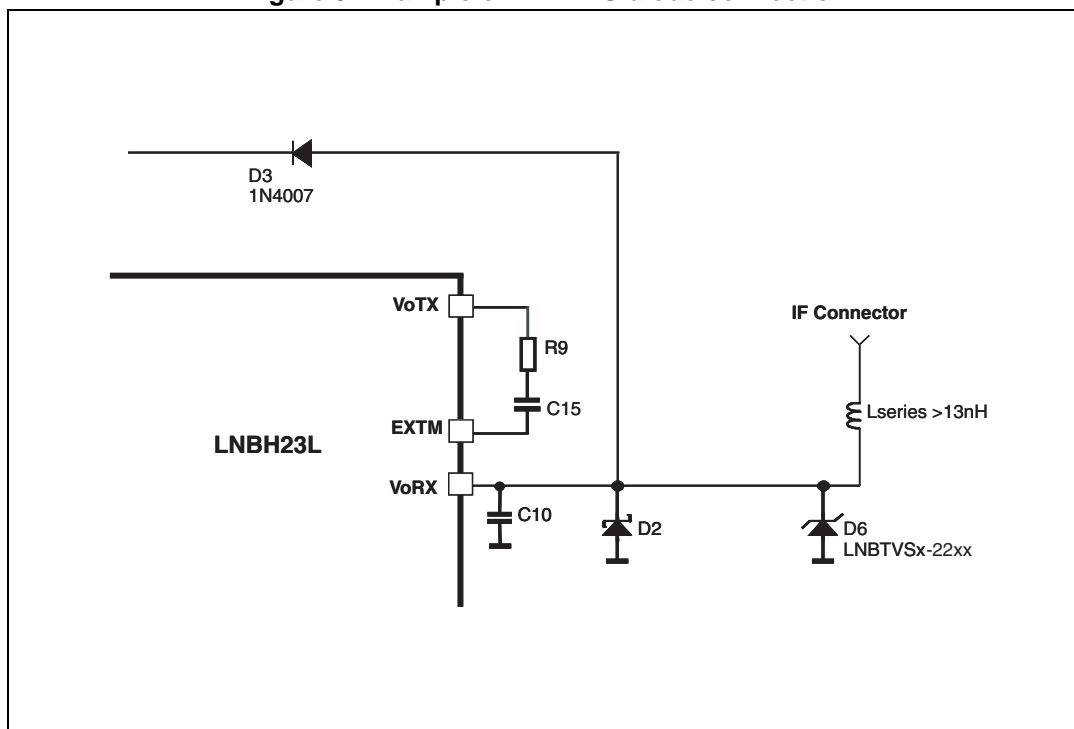 D3
1N4007
VoTX
R9
C15
EXTM
LNBH23L
VoRX
C10
D2
IF Connector
Lseries >13nH
D6
LNBTVSx-22xx